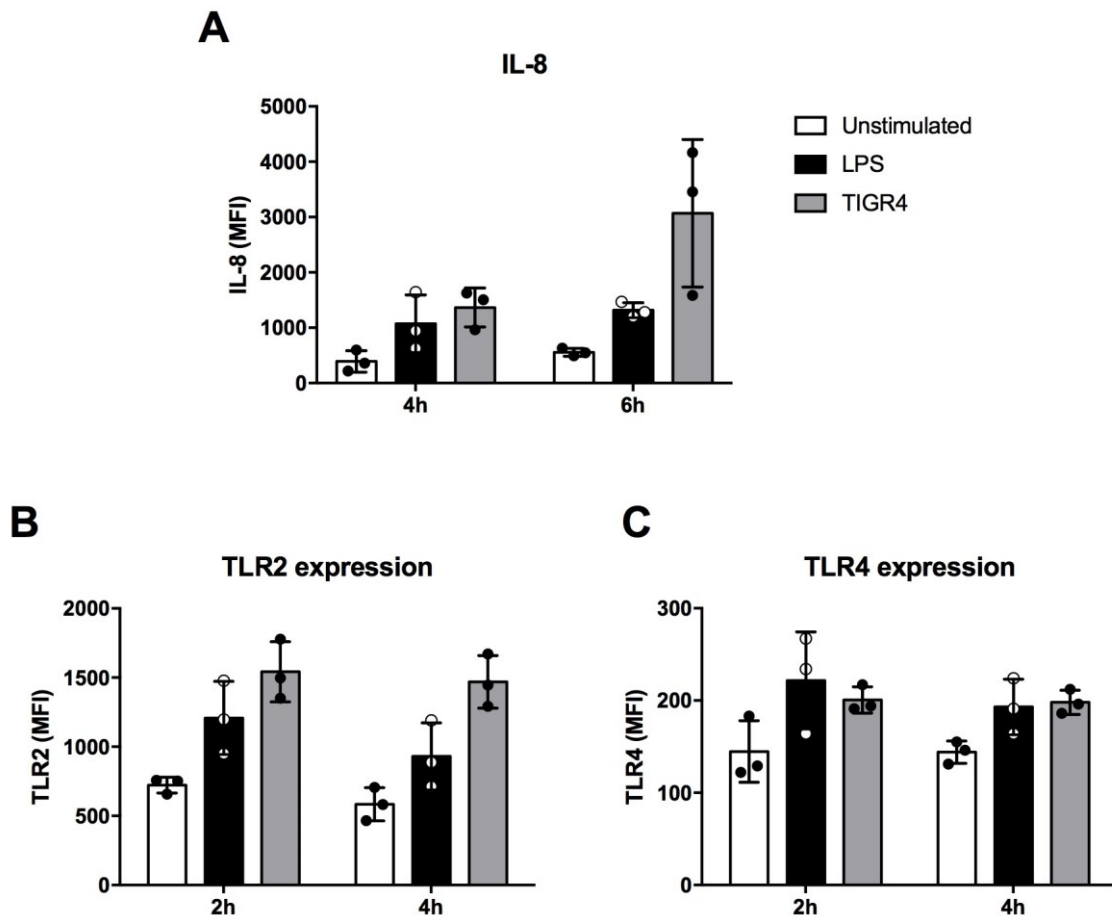 A
IL-8
5000
4000
3000
2000
1000
0
IL-8 (MFI)
4h
6h
Unstimulated
LPS
TIGR4
B
TLR2 expression
2000
1500
1000
500
0
TLR2 (MFI)
2h
4h
C
TLR4 expression
300
200
100
0
TLR4 (MFI)
2h
4h